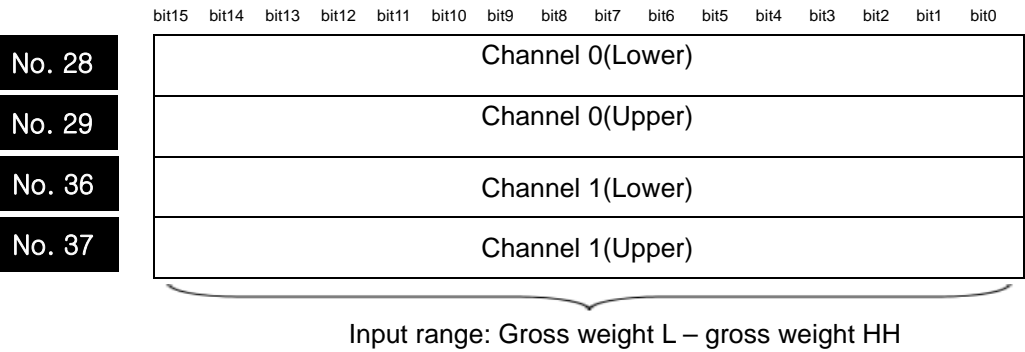 bit15 bit14 bit13 bit12 bit11 bit10 bit9 bit8 bit7 bit6 bit5 bit4 bit3 bit2 bit1 bit0
No. 28 Channel 0(Lower)
No. 29 Channel 0(Upper)
No. 36 Channel 1(Lower)
No. 37 Channel 1(Upper)
Input range: Gross weight L – gross weight HH